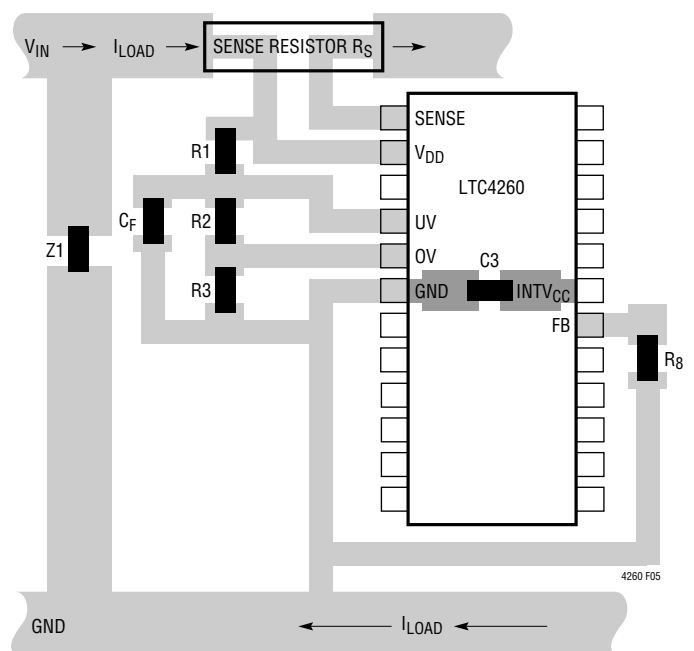 VIN ILOAD SENSE RESISTOR RS
SENSE
R1
VDD
LTC4260
CF
R2
UV
Z1
OV
C3
R3
GND
INTVCC
FB
R8
4260 F05
GND
ILOAD